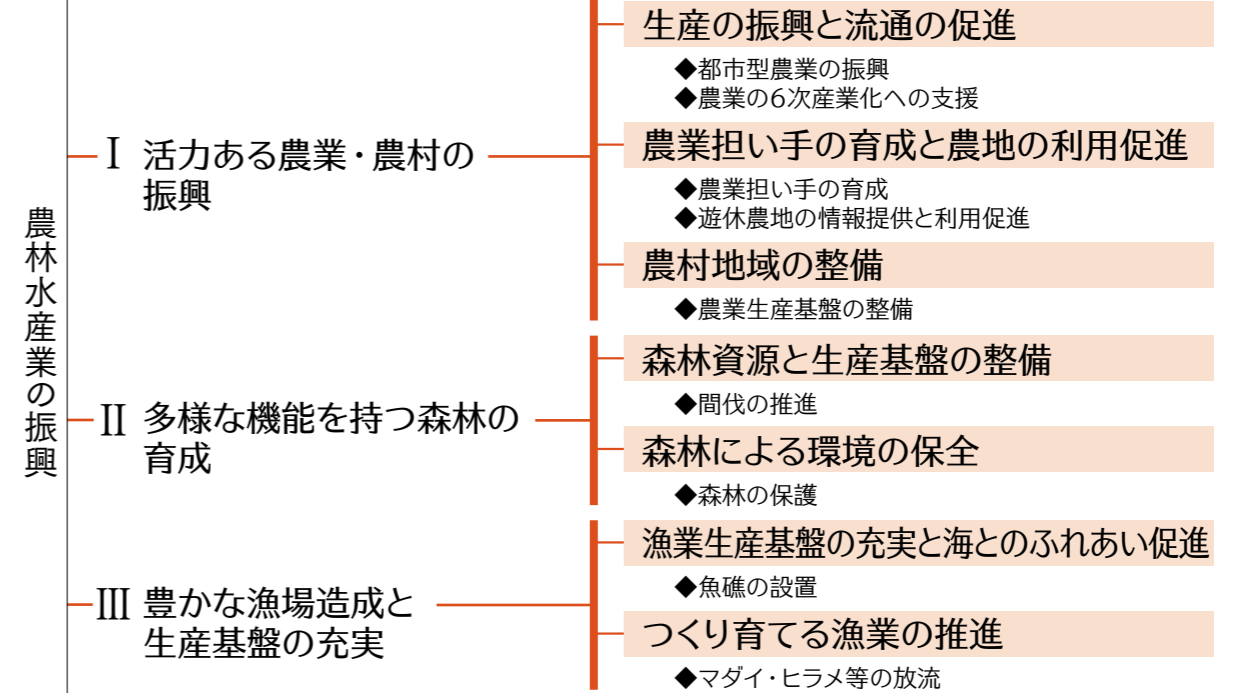 農林水産業の振興
Ⅰ 活力ある農業・農村の
振興
生産の振興と流通の促進
◆都市型農業の振興
◆農業の6次産業化への支援
農業担い手の育成と農地の利用促進
◆農業担い手の育成
◆遊休農地の情報提供と利用促進
農村地域の整備
◆農業生産基盤の整備
Ⅱ 多様な機能を持つ森林の
育成
森林資源と生産基盤の整備
◆間伐の推進
森林による環境の保全
◆森林の保護
Ⅲ 豊かな漁場造成と
生産基盤の充実
漁業生産基盤の充実と海とのふれあい促進
◆魚礁の設置
つくり育てる漁業の推進
◆マダイ・ヒラメ等の放流